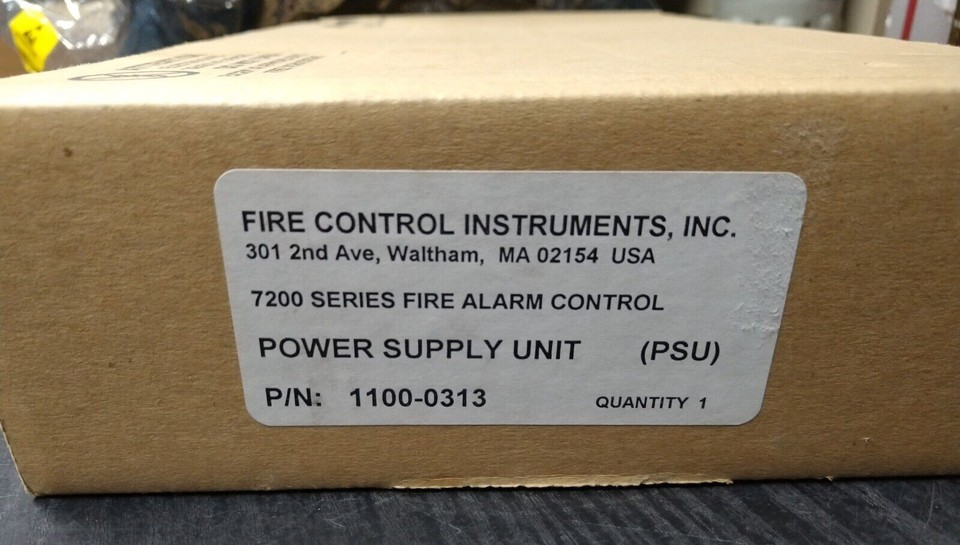 FIRE CONTROL INSTRUMENTS, INC.
301 2nd Ave, Waltham, MA 02154 USA
7200 SERIES FIRE ALARM CONTROL
POWER SUPPLY UNIT (PSU)
P/N: 1100-0313
QUANTITY 1